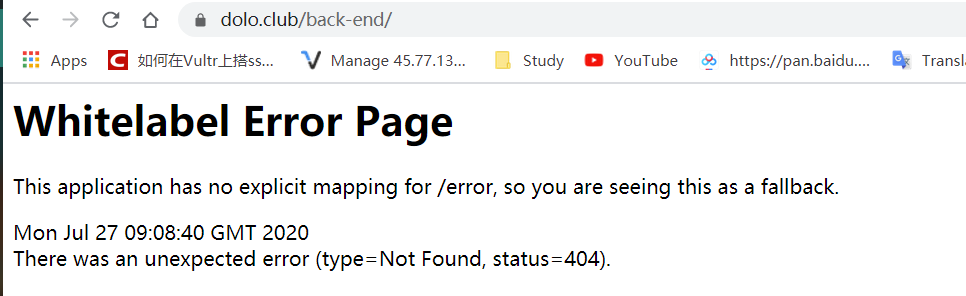 dolo.club/back-end/
Apps 如何在Vultr上搭ss... Manage 45.77.13... Study YouTube https://pan.baidu.... Transl
Whitelabel Error Page
This application has no explicit mapping for /error, so you are seeing this as a fallback.
Mon Jul 27 09:08:40 GMT 2020
There was an unexpected error (type=Not Found, status=404).